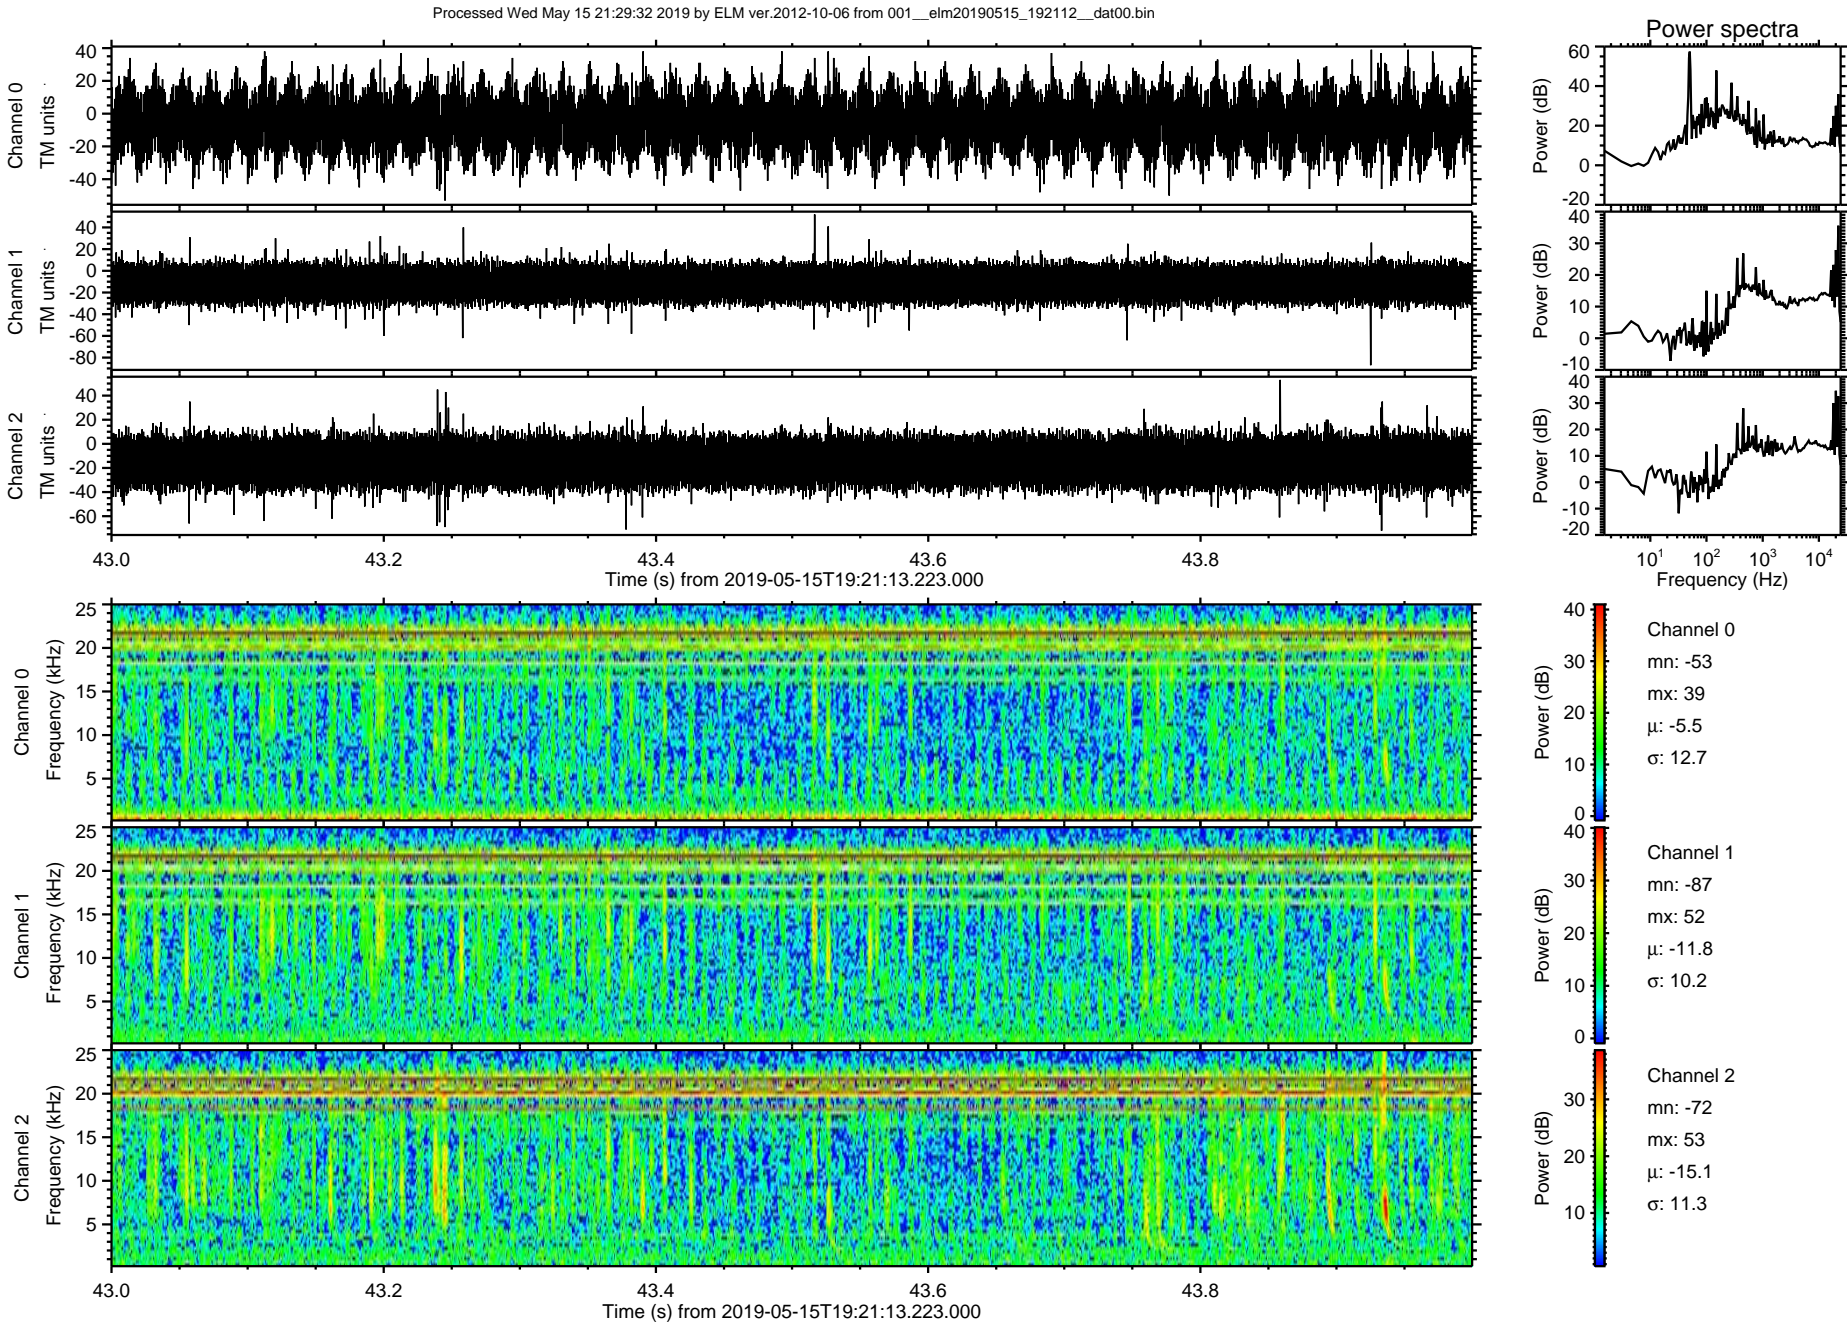 Processed Wed May 15 21:29:32 2019 by ELM ver.2012-10-06 from 001__elm20190515_192112__dat00.bin
Power spectra
Channel 0
TM units
40
20
0
-20
-40
Power (dB)
60
40
20
0
-20
Channel 1
TM units
40
20
0
-20
-40
-60
-80
Power (dB)
40
30
20
10
0
-10
Channel 2
TM units
40
20
0
-20
-40
-60
Power (dB)
40
30
20
10
0
-10
-20
43.0 43.2 43.4 43.6 43.8
Time (s) from 2019-05-15T19:21:13.223.000
10^1 10^2 10^3 10^4
Frequency (Hz)
Channel 0
Frequency (kHz)
25
20
15
10
5
Power (dB)
40
30
20
10
0
Channel 0
mn: -53
mx: 39
μ: -5.5
σ: 12.7
Channel 1
Frequency (kHz)
25
20
15
10
5
Power (dB)
40
30
20
10
0
Channel 1
mn: -87
mx: 52
μ: -11.8
σ: 10.2
Channel 2
Frequency (kHz)
25
20
15
10
5
Power (dB)
30
20
10
Channel 2
mn: -72
mx: 53
μ: -15.1
σ: 11.3
43.0 43.2 43.4 43.6 43.8
Time (s) from 2019-05-15T19:21:13.223.000